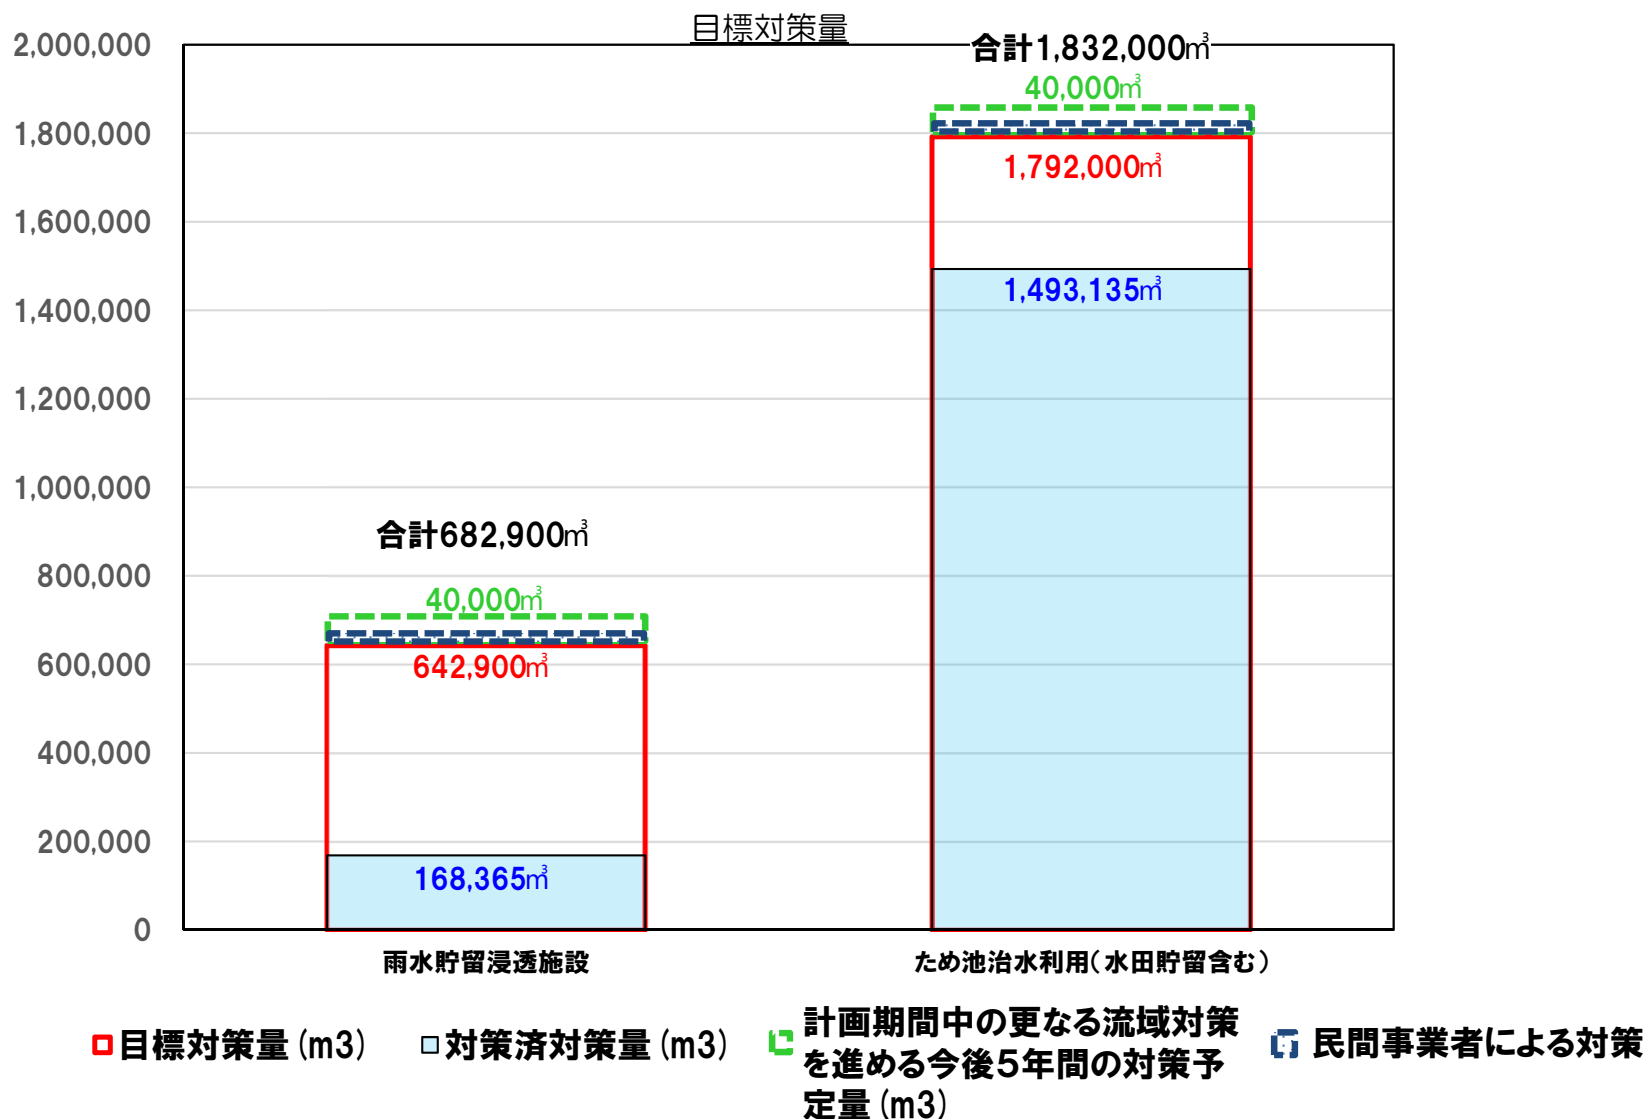 目標対策量
2,000,000
1,800,000
1,600,000
1,400,000
1,200,000
1,000,000
800,000
600,000
400,000
200,000
0
合計682,900㎥
40,000㎥
642,900㎥
168,365㎥
合計1,832,000㎥
40,000㎥
1,792,000㎥
1,493,135㎥
雨水貯留浸透施設
ため池治水利用(水田貯留含む)
目標対策量(m3)
対策済対策量(m3)
計画期間中の更なる流域対策
を進める今後5年間の対策予
定量(m3)
民間事業者による対策